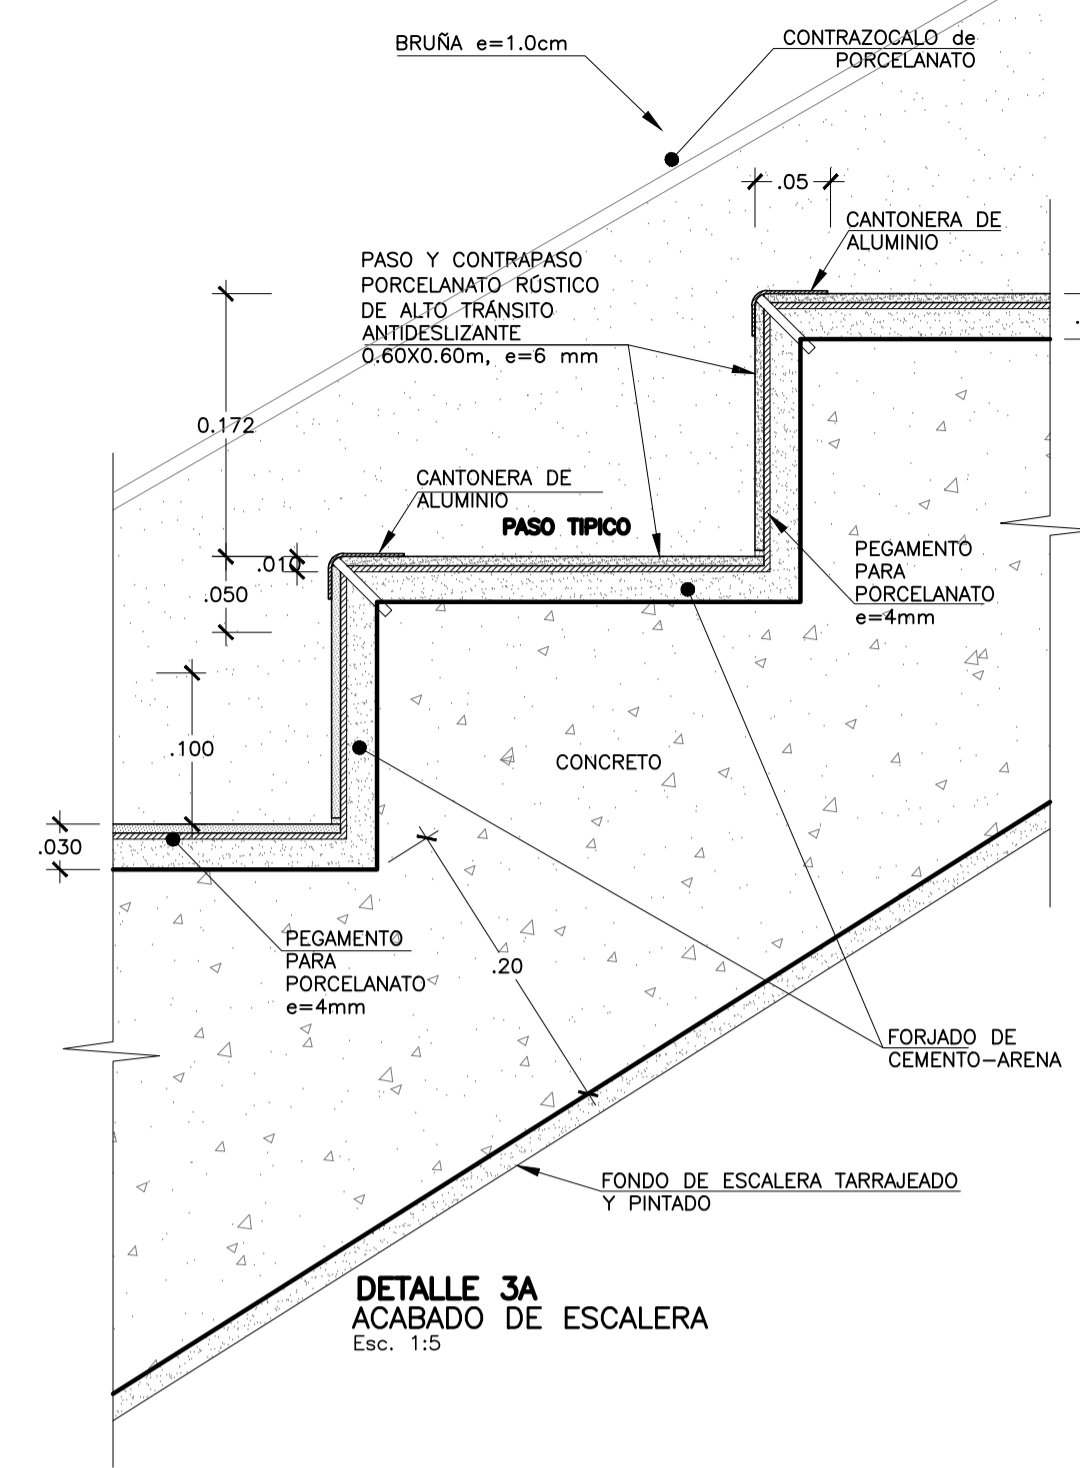 BRUÑA e=1.0cm
CONTRAZOCALO de
PORCELANATO
.05
CANTONERA DE
ALUMINIO
PASO Y CONTRAPASO
PORCELANATO RÚSTICO
DE ALTO TRÁNSITO
ANTIDESLIZANTE
0.60X0.60m, e=6 mm
0.172
CANTONERA DE
ALUMINIO
PASO TIPICO
.010
.050
PEGAMENTO
PARA
PORCELANATO
e=4mm
.100
CONCRETO
.030
PEGAMENTO
PARA
PORCELANATO
e=4mm
.20
FORJADO DE
CEMENTO-ARENA
FONDO DE ESCALERA TARRAJEADO
Y PINTADO
DETALLE 3A
ACABADO DE ESCALERA
Esc. 1:5